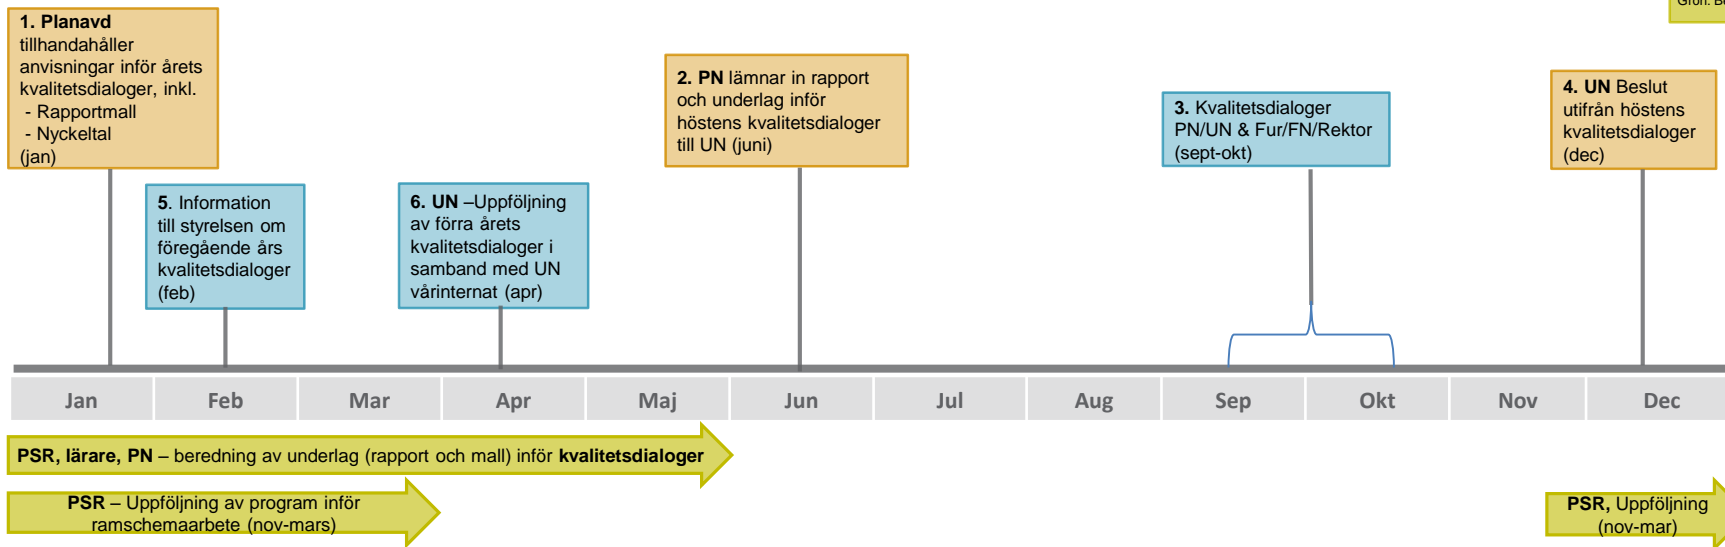 Grön: Be
1. Planavd
tillhandahåller
anvisningar inför årets
kvalitetsdialoger, inkl.
- Rapportmall
- Nyckeltal
(jan)
2. PN lämnar in rapport
och underlag inför
höstens kvalitetsdialoger
till UN (juni)
3. Kvalitetsdialoger
PN/UN & Fur/FN/Rektor
(sept-okt)
4. UN Beslut
utifrån höstens
kvalitetsdialoger
(dec)
5. Information
till styrelsen om
föregående års
kvalitetsdialoger
(feb)
6. UN –Uppföljning
av förra årets
kvalitetsdialoger i
samband med UN
vårinternat (apr)
Jan Feb Mar Apr Maj Jun Jul Aug Sep Okt Nov Dec
PSR, lärare, PN – beredning av underlag (rapport och mall) inför kvalitetsdialoger
PSR – Uppföljning av program inför
ramschemaarbete (nov-mars)
PSR, Uppföljning
(nov-mar)